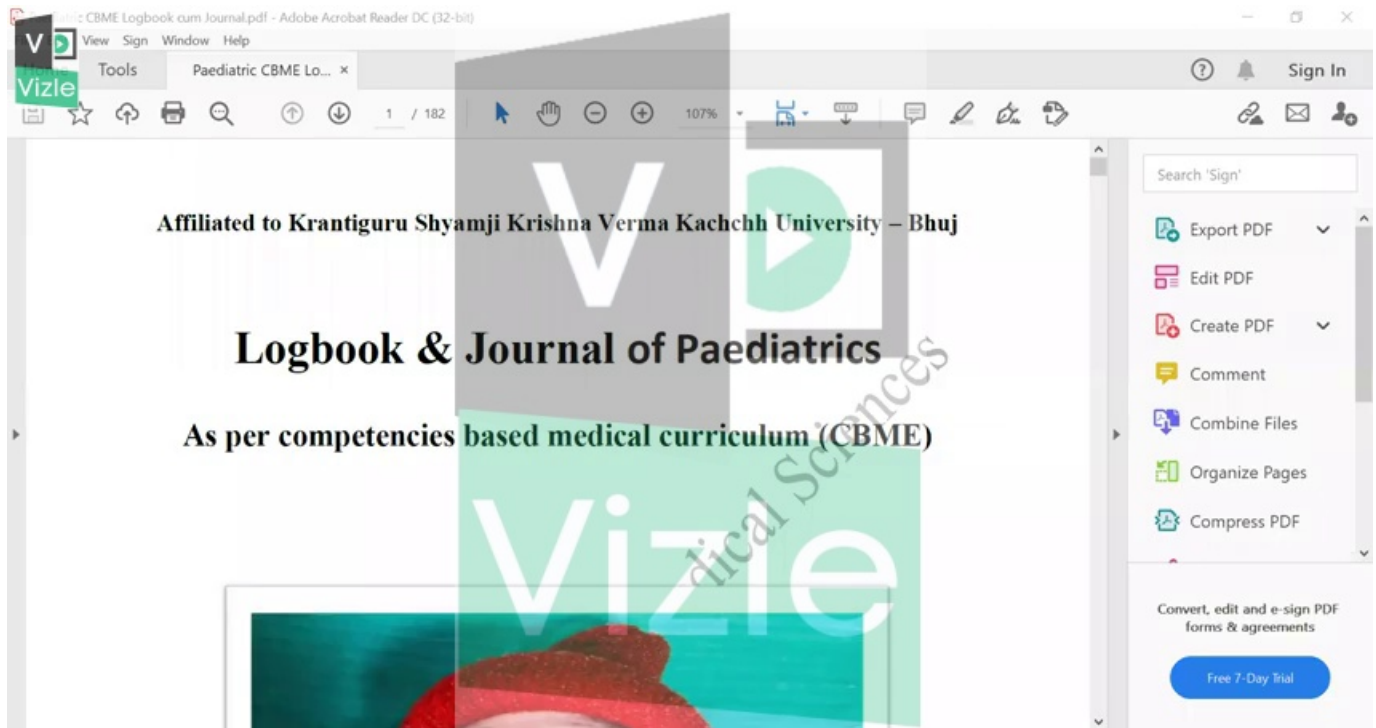 Paediatric CBME Logbook cum Journal.pdf - Adobe Acrobat Reader DC (32-bit)
View Sign Window Help
V
Vizle
Home Tools Paediatric CBME Lo... ×
Sign In
1 / 182
107%
Search 'Sign'
Affiliated to Krantiguru Shyamji Krishna Verma Kachchh University – Bhuj
Logbook & Journal of Paediatrics
As per competencies based medical curriculum (CBME)
dical Sciences
V
Vizle
Export PDF
Edit PDF
Create PDF
Comment
Combine Files
Organize Pages
Compress PDF
Convert, edit and e-sign PDF
forms & agreements
Free 7-Day Trial